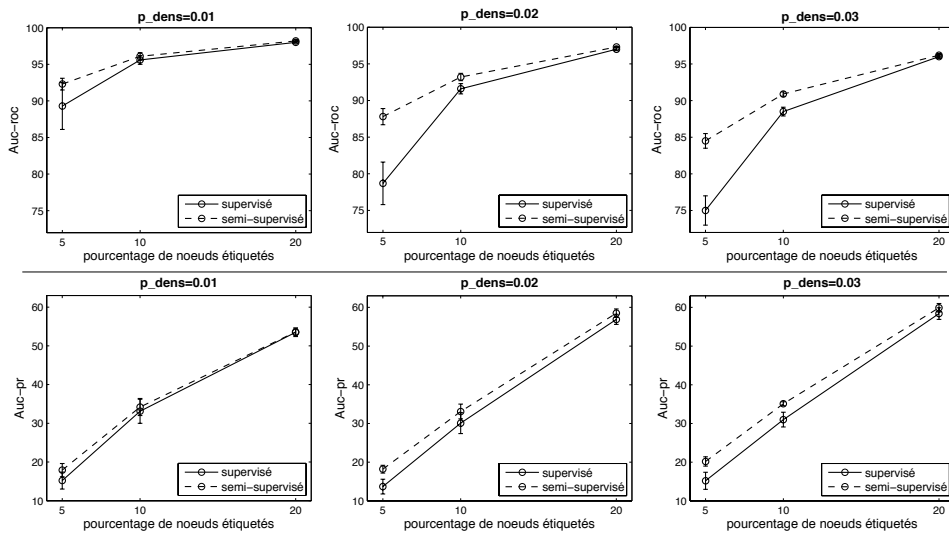 p_dens=0.01
100
95
90
85
80
75
Auc-roc
supervisé
semi-supervisé
5
10
20
pourcentage de noeuds étiquetés
p_dens=0.02
100
95
90
85
80
75
Auc-roc
supervisé
semi-supervisé
5
10
20
pourcentage de noeuds étiquetés
p_dens=0.03
100
95
90
85
80
75
Auc-roc
supervisé
semi-supervisé
5
10
20
pourcentage de noeuds étiquetés
p_dens=0.01
60
50
40
30
20
10
Auc-pr
supervisé
semi-supervisé
5
10
20
pourcentage de noeuds étiquetés
p_dens=0.02
60
50
40
30
20
10
Auc-pr
supervisé
semi-supervisé
5
10
20
pourcentage de noeuds étiquetés
p_dens=0.03
60
50
40
30
20
10
Auc-pr
supervisé
semi-supervisé
5
10
20
pourcentage de noeuds étiquetés